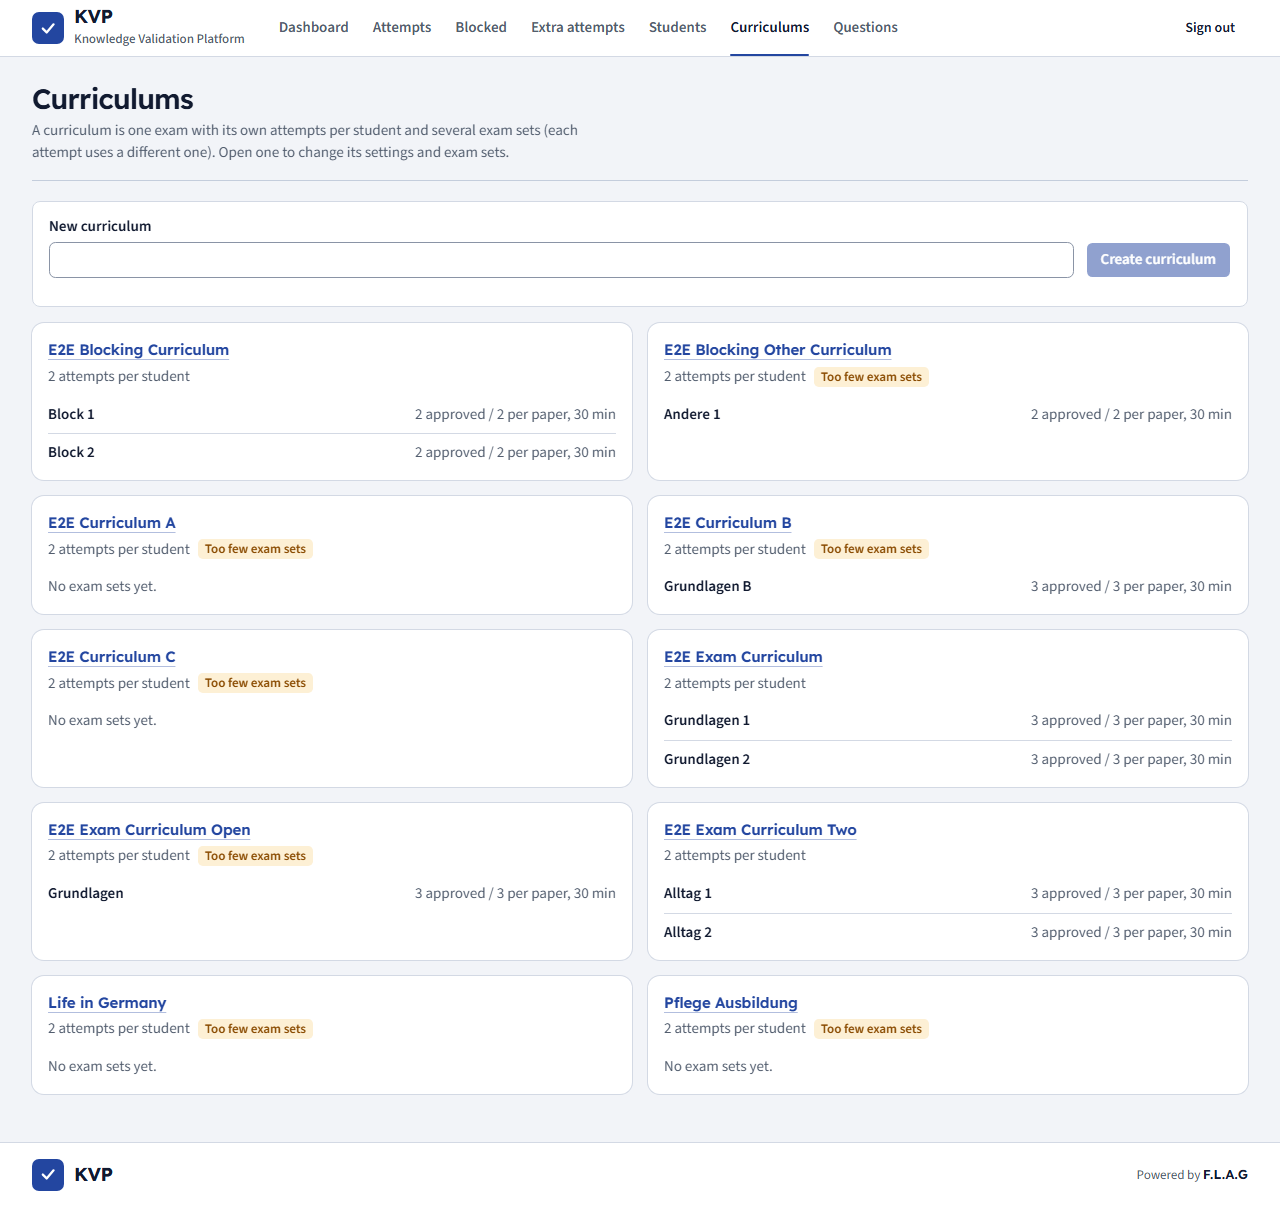 KVP
Knowledge Validation Platform
Dashboard
Attempts
Blocked
Extra attempts
Students
Curriculums
Questions
Sign out
Curriculums
A curriculum is one exam with its own attempts per student and several exam sets (each
attempt uses a different one). Open one to change its settings and exam sets.
New curriculum
Create curriculum
E2E Blocking Curriculum
2 attempts per student
Block 1 2 approved / 2 per paper, 30 min
Block 2 2 approved / 2 per paper, 30 min
E2E Blocking Other Curriculum
2 attempts per student Too few exam sets
Andere 1 2 approved / 2 per paper, 30 min
E2E Curriculum A
2 attempts per student Too few exam sets
No exam sets yet.
E2E Curriculum B
2 attempts per student Too few exam sets
Grundlagen B 3 approved / 3 per paper, 30 min
E2E Curriculum C
2 attempts per student Too few exam sets
No exam sets yet.
E2E Exam Curriculum
2 attempts per student
Grundlagen 1 3 approved / 3 per paper, 30 min
Grundlagen 2 3 approved / 3 per paper, 30 min
E2E Exam Curriculum Open
2 attempts per student Too few exam sets
Grundlagen 3 approved / 3 per paper, 30 min
E2E Exam Curriculum Two
2 attempts per student
Alltag 1 3 approved / 3 per paper, 30 min
Alltag 2 3 approved / 3 per paper, 30 min
Life in Germany
2 attempts per student Too few exam sets
No exam sets yet.
Pflege Ausbildung
2 attempts per student Too few exam sets
No exam sets yet.
KVP
Powered by F.L.A.G